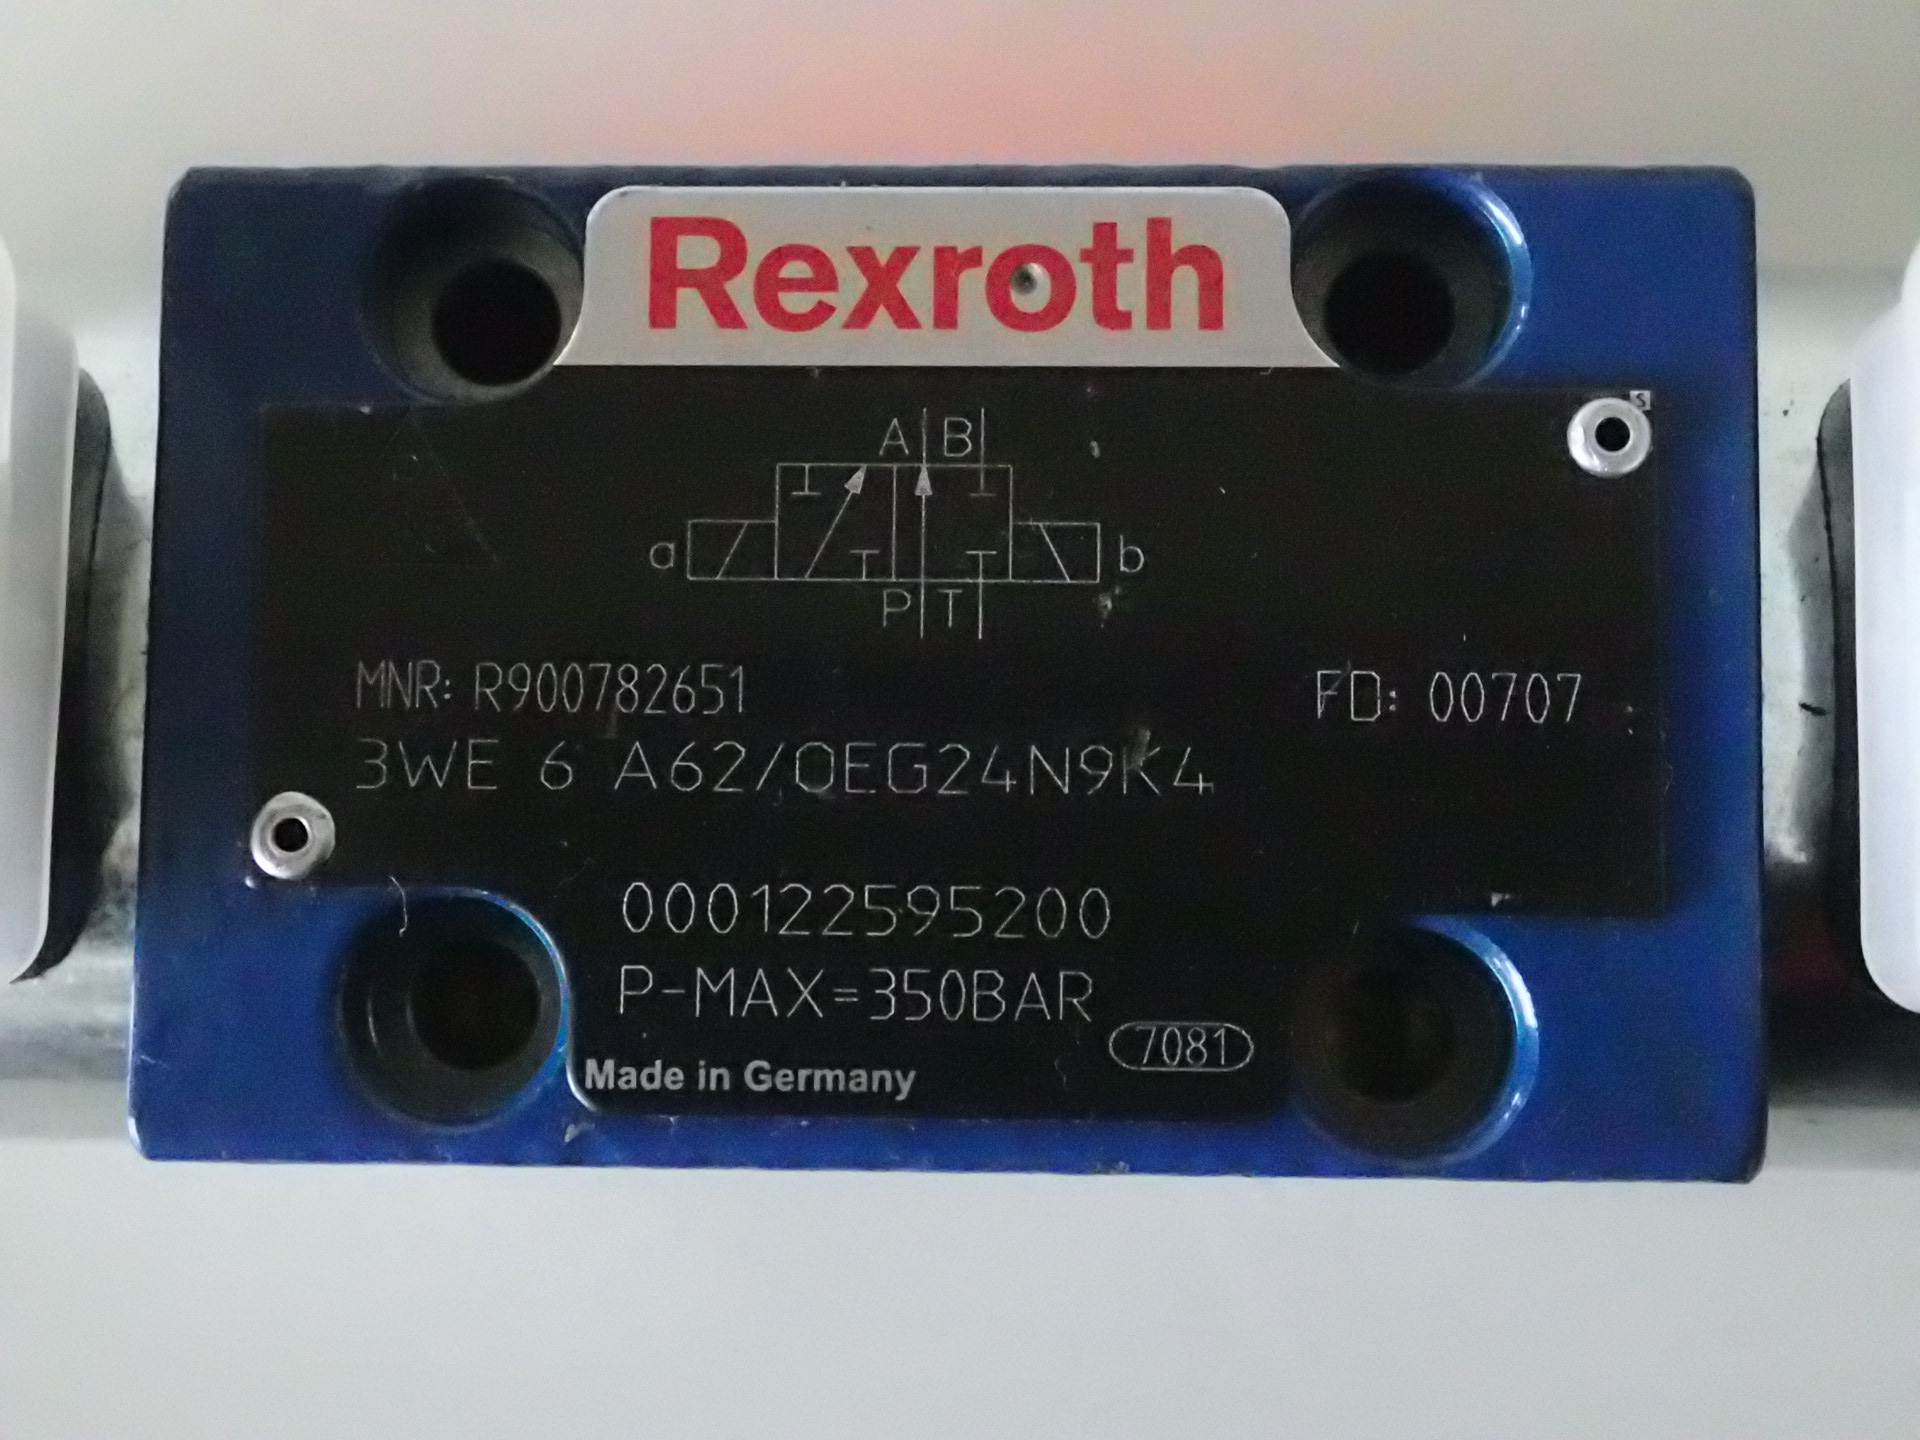 Rexroth
S
A B
a b
P T
MNR: R900782651 FD: 00707
3WE 6 A62/OEG24N9K4
000122595200
P-MAX=350BAR
7081
Made in Germany